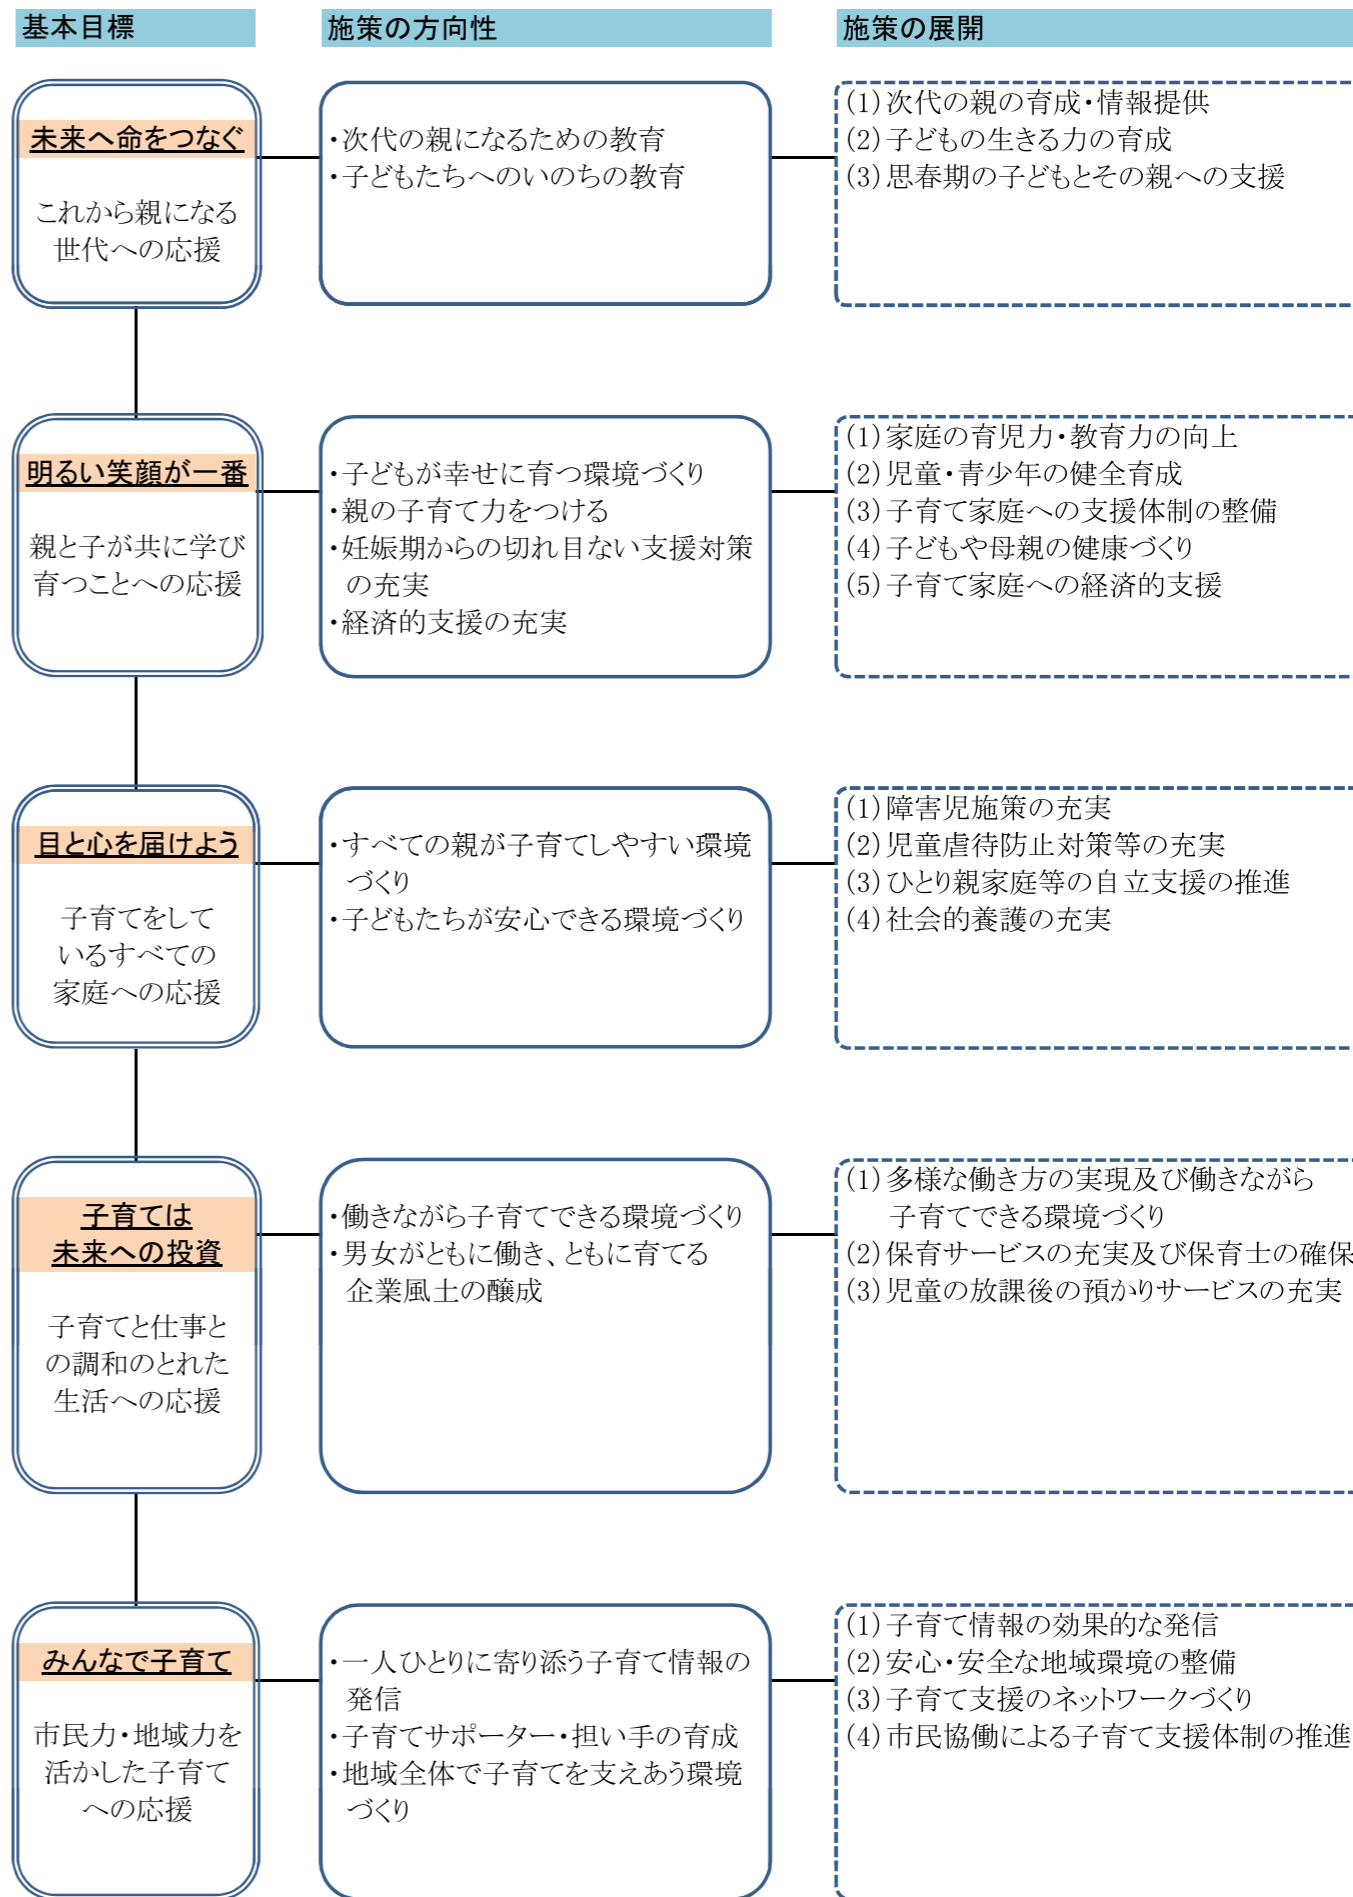 基本目標
施策の方向性
施策の展開
未来へ命をつなぐ
これから親になる
世代への応援
・次代の親になるための教育
・子どもたちへのいのちの教育
(1)次代の親の育成・情報提供
(2)子どもの生きる力の育成
(3)思春期の子どもとその親への支援
明るい笑顔が一番
親と子が共に学び
育つことへの応援
・子どもが幸せに育つ環境づくり
・親の子育て力をつける
・妊娠期からの切れ目ない支援対策
の充実
・経済的支援の充実
(1)家庭の育児力・教育力の向上
(2)児童・青少年の健全育成
(3)子育て家庭への支援体制の整備
(4)子どもや母親の健康づくり
(5)子育て家庭への経済的支援
目と心を届けよう
子育てをして
いるすべての
家庭への応援
・すべての親が子育てしやすい環境
づくり
・子どもたちが安心できる環境づくり
(1)障害児施策の充実
(2)児童虐待防止対策等の充実
(3)ひとり親家庭等の自立支援の推進
(4)社会的養護の充実
子育ては
未来への投資
子育てと仕事と
の調和のとれた
生活への応援
・働きながら子育てできる環境づくり
・男女がともに働き、ともに育てる
企業風土の醸成
(1)多様な働き方の実現及び働きながら
子育てできる環境づくり
(2)保育サービスの充実及び保育士の確保
(3)児童の放課後の預かりサービスの充実
みんなで子育て
市民力・地域力を
活かした子育て
への応援
・一人ひとりに寄り添う子育て情報の
発信
・子育てサポーター・担い手の育成
・地域全体で子育てを支えあう環境
づくり
(1)子育て情報の効果的な発信
(2)安心・安全な地域環境の整備
(3)子育て支援のネットワークづくり
(4)市民協働による子育て支援体制の推進